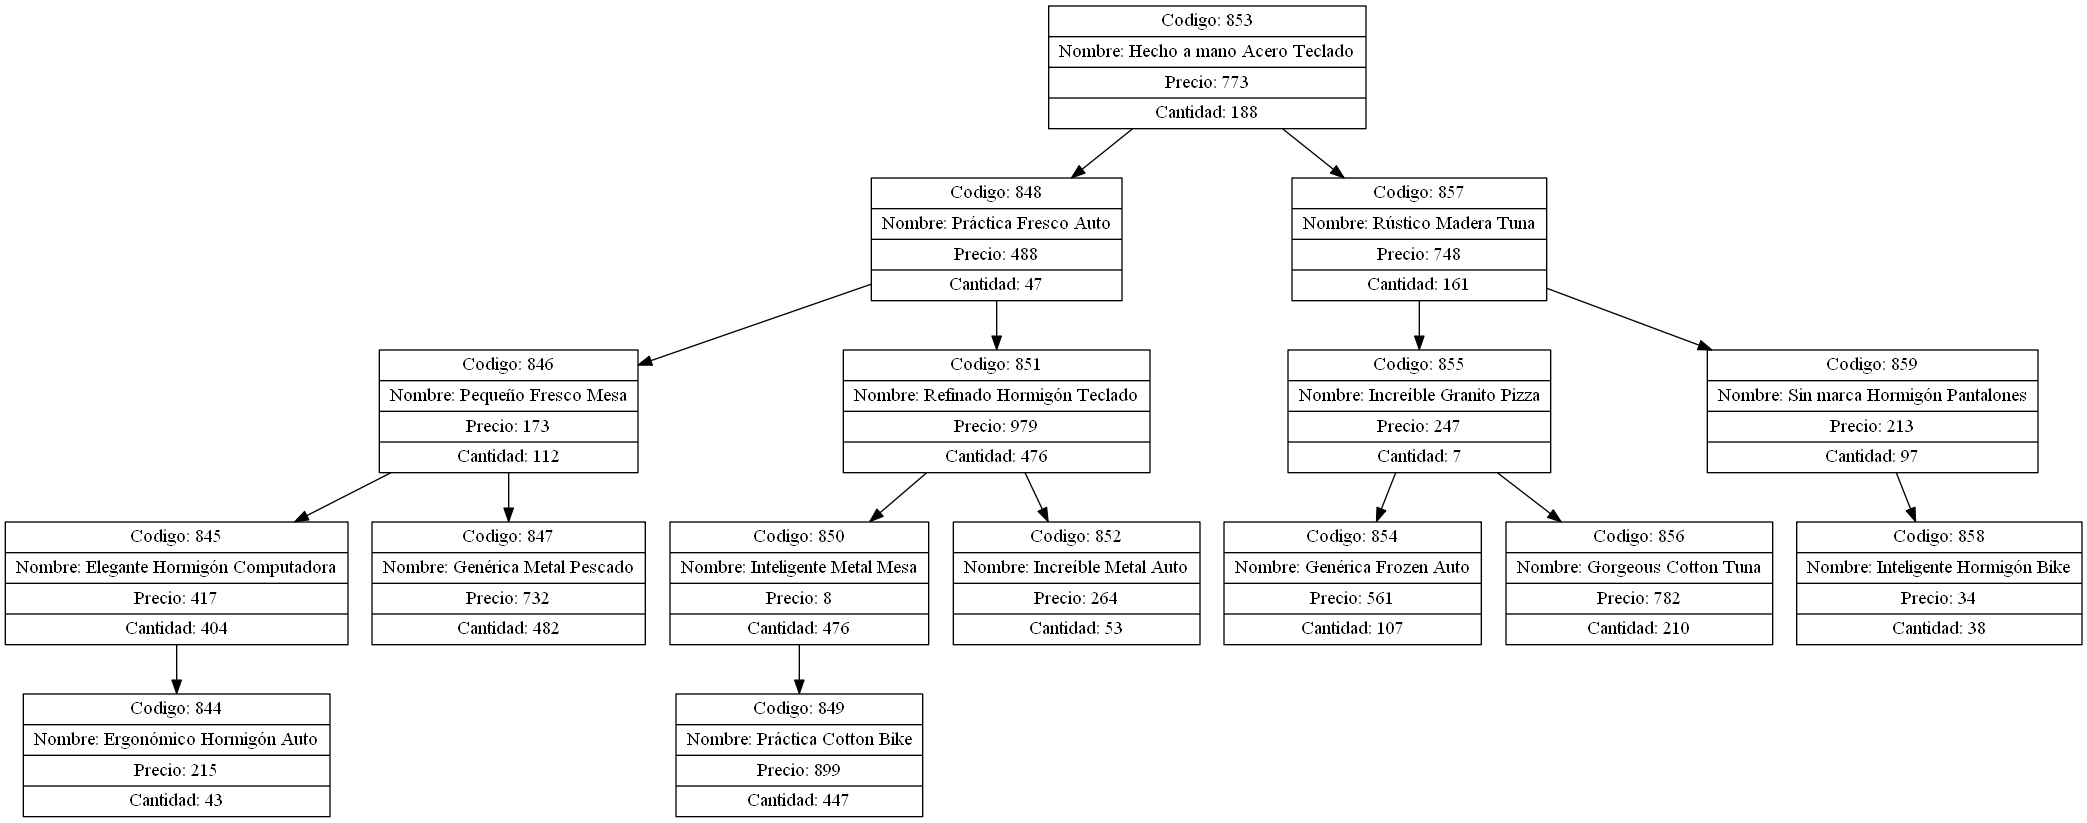 Codigo: 853
Nombre: Hecho a mano Acero Teclado
Precio: 773
Cantidad: 188
Codigo: 848
Nombre: Práctica Fresco Auto
Precio: 488
Cantidad: 47
Codigo: 857
Nombre: Rústico Madera Tuna
Precio: 748
Cantidad: 161
Codigo: 846
Nombre: Pequeño Fresco Mesa
Precio: 173
Cantidad: 112
Codigo: 851
Nombre: Refinado Hormigón Teclado
Precio: 979
Cantidad: 476
Codigo: 855
Nombre: Increíble Granito Pizza
Precio: 247
Cantidad: 7
Codigo: 859
Nombre: Sin marca Hormigón Pantalones
Precio: 213
Cantidad: 97
Codigo: 845
Nombre: Elegante Hormigón Computadora
Precio: 417
Cantidad: 404
Codigo: 847
Nombre: Genérica Metal Pescado
Precio: 732
Cantidad: 482
Codigo: 850
Nombre: Inteligente Metal Mesa
Precio: 8
Cantidad: 476
Codigo: 852
Nombre: Increíble Metal Auto
Precio: 264
Cantidad: 53
Codigo: 854
Nombre: Genérica Frozen Auto
Precio: 561
Cantidad: 107
Codigo: 856
Nombre: Gorgeous Cotton Tuna
Precio: 782
Cantidad: 210
Codigo: 858
Nombre: Inteligente Hormigón Bike
Precio: 34
Cantidad: 38
Codigo: 844
Nombre: Ergonómico Hormigón Auto
Precio: 215
Cantidad: 43
Codigo: 849
Nombre: Práctica Cotton Bike
Precio: 899
Cantidad: 447